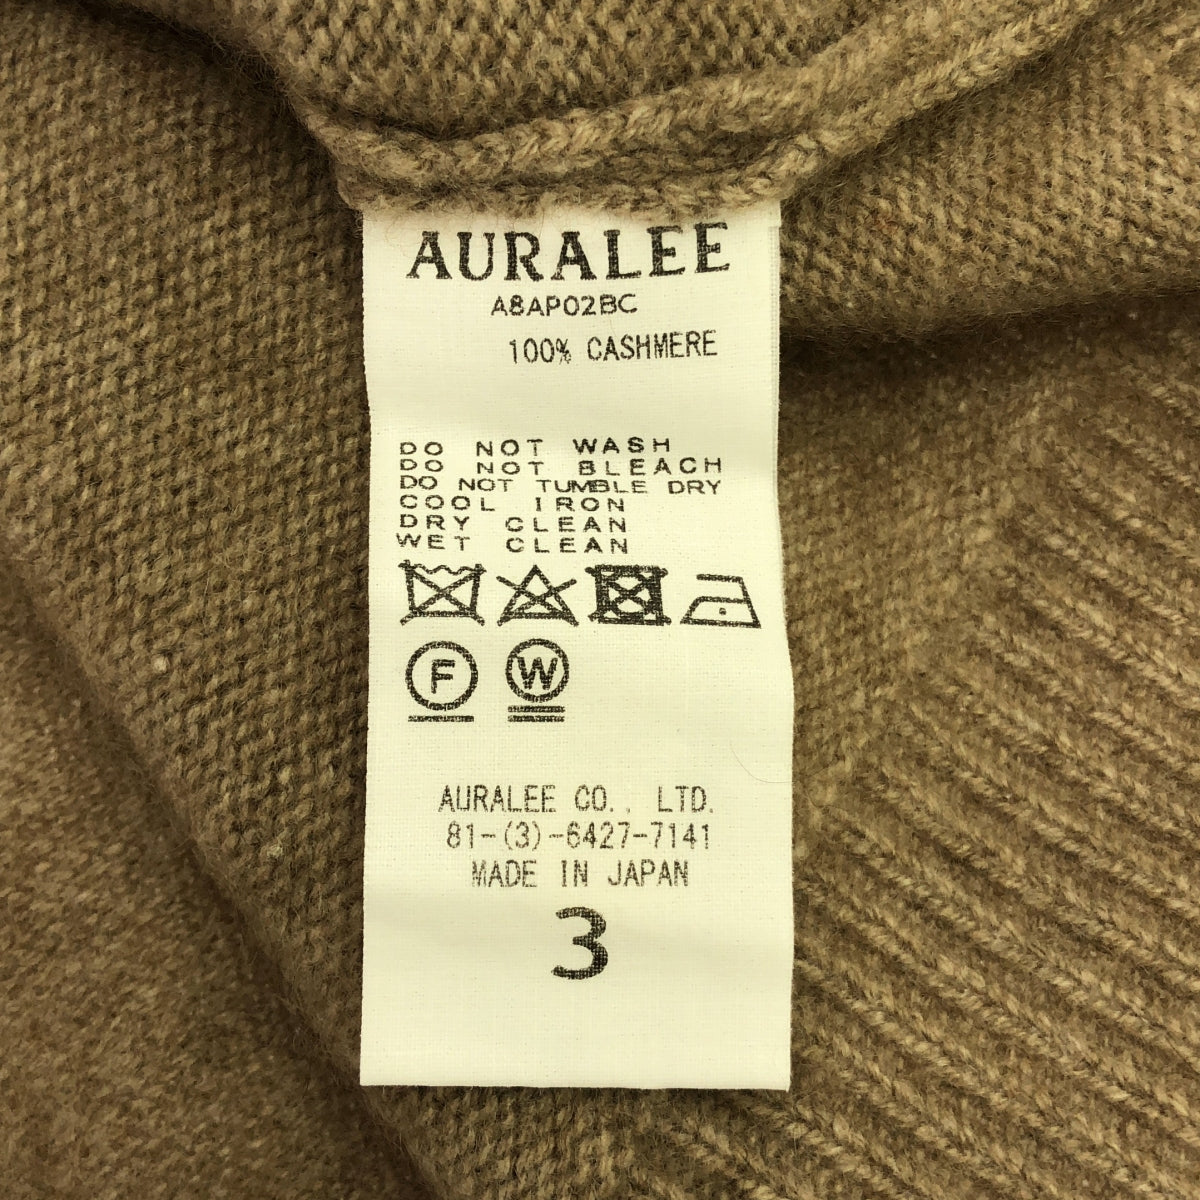 AURALEE
A8AP02BC
100% CASHMERE
DO NOT WASH
DO NOT BLEACH
DO NOT TUMBLE DRY
COOL IRON
DRY CLEAN
WET CLEAN
F W
AURALEE CO., LTD.
81-(3)-6427-7141
MADE IN JAPAN
3